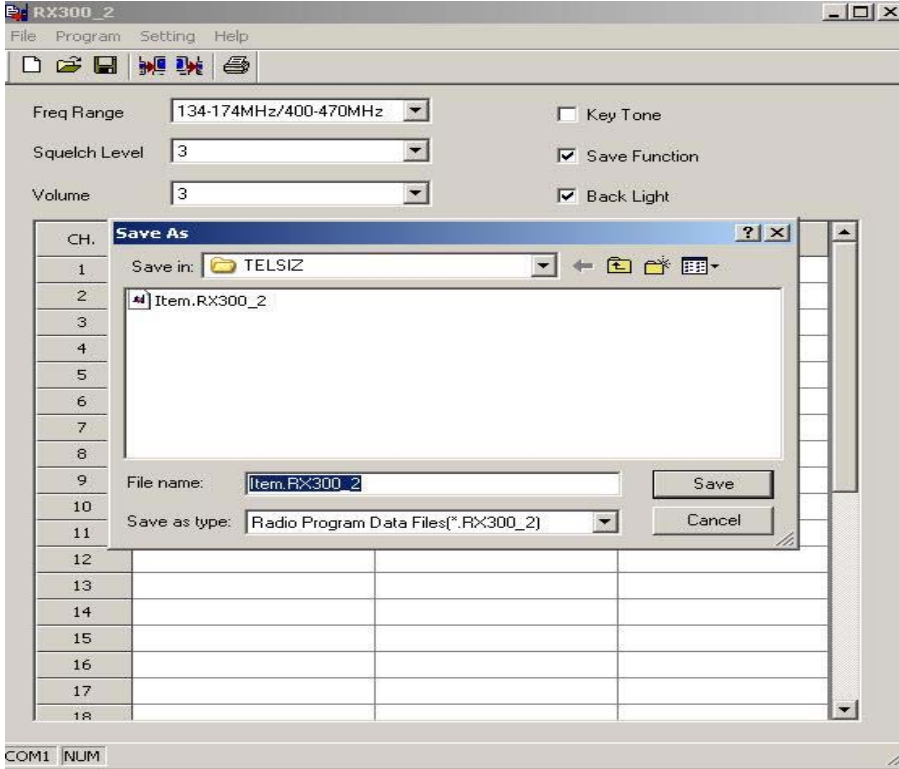 RX300_2
File Program Setting Help
Freq Range 134-174MHz/400-470MHz Key Tone
Squelch Level 3 Save Function
Volume 3 Back Light
CH.
Save As
Save in: TELSIZ
Item.RX300_2
1
2
3
4
5
6
7
8
9
10
11
12
13
14
15
16
17
18
File name: Item.RX300_2 Save
Save as type: Radio Program Data Files(*.RX300_2) Cancel
COM1 NUM